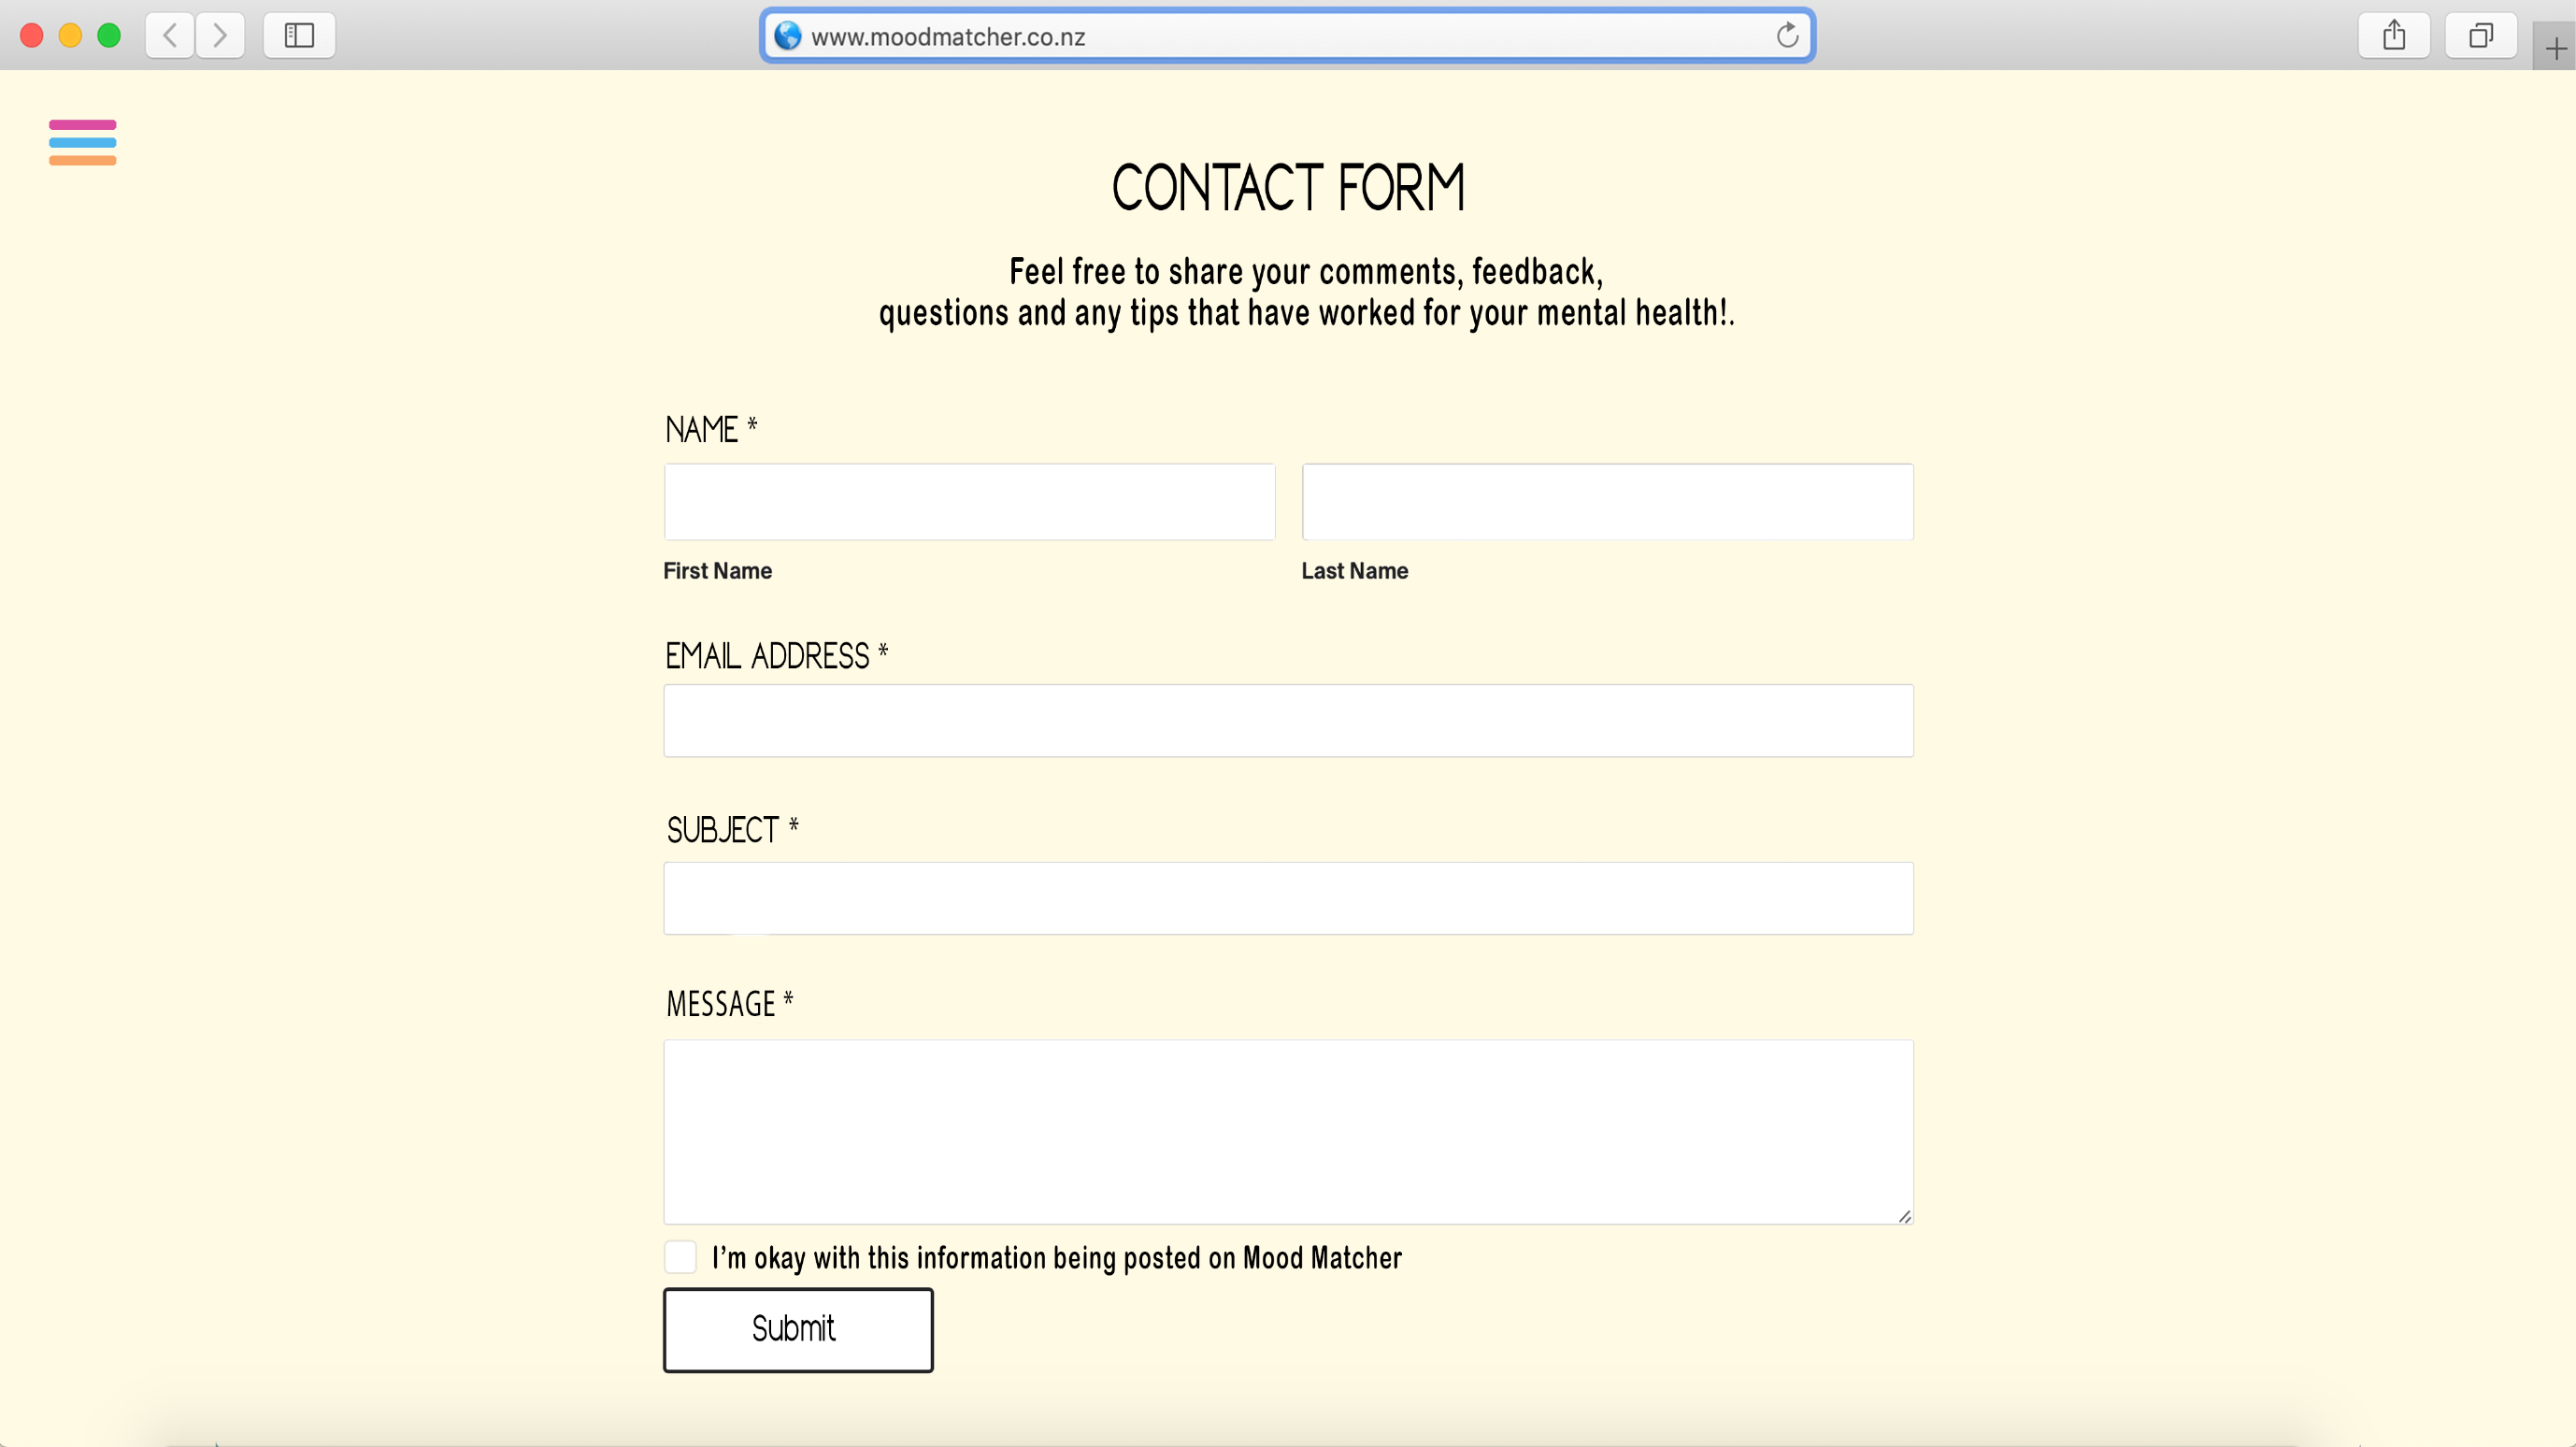 www.moodmatcher.co.nz
CONTACT FORM
Feel free to share your comments, feedback,
questions and any tips that have worked for your mental health!.
NAME *
First Name
Last Name
EMAIL ADDRESS *
SUBJECT *
MESSAGE *
I’m okay with this information being posted on Mood Matcher
Submit